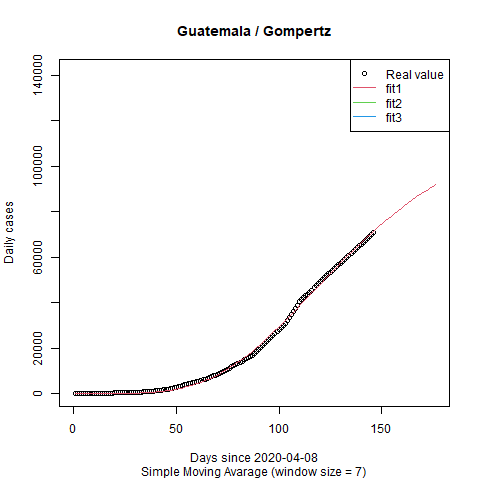 Guatemala / Gompertz
Real value
fit1
fit2
fit3
Daily cases
140000
100000
60000
20000
0
0
50
100
150
Days since 2020-04-08
Simple Moving Avarage (window size = 7)